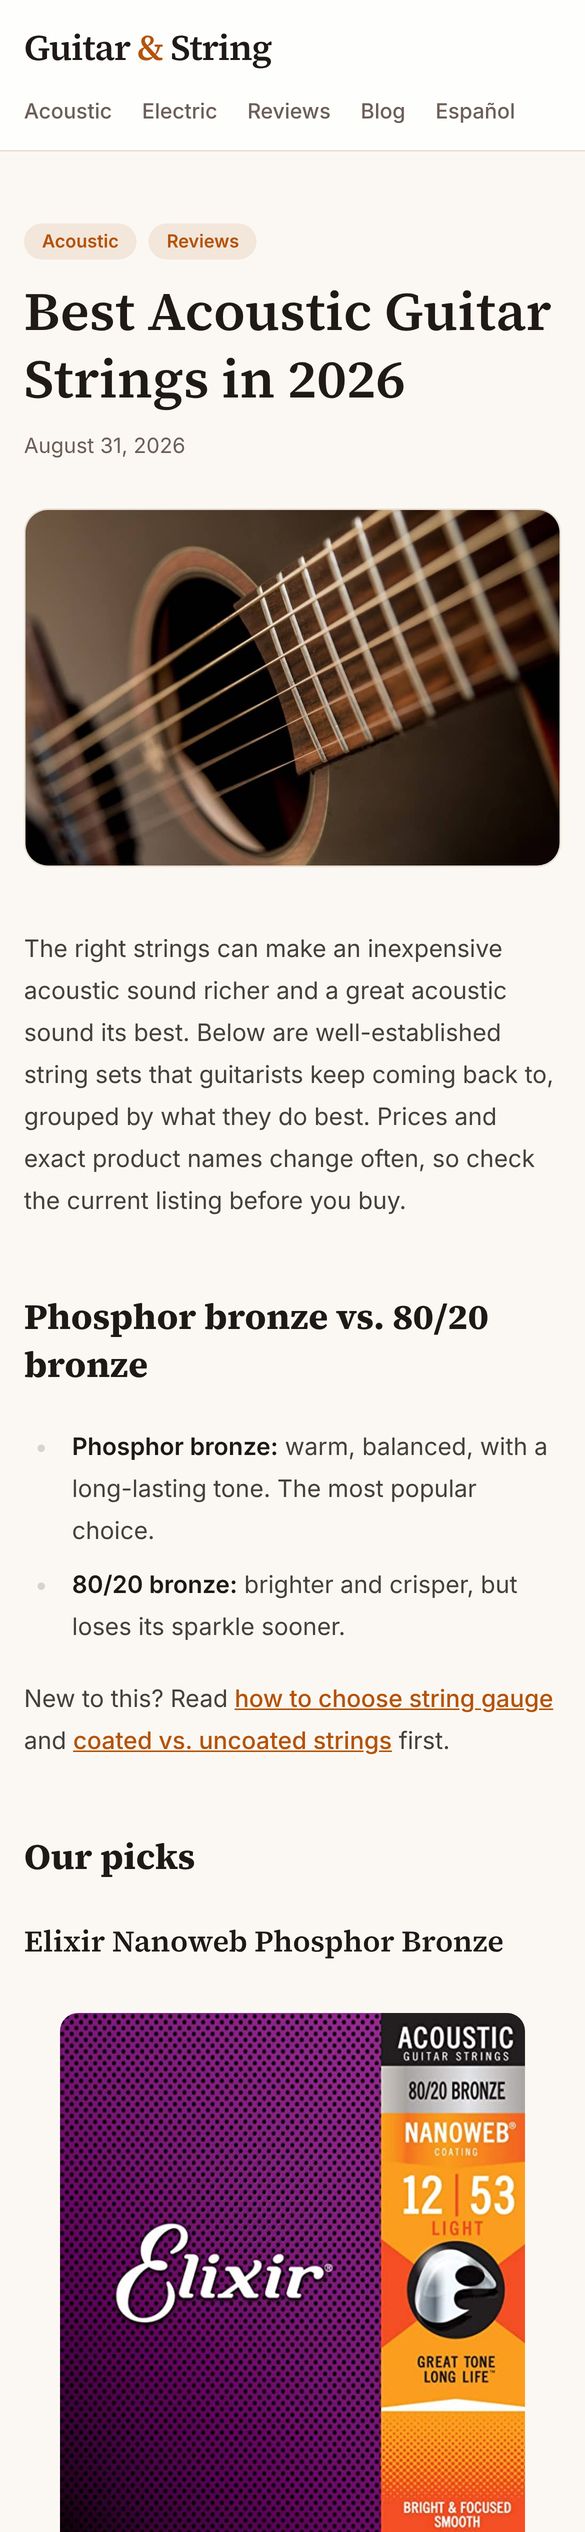 Guitar & String
Acoustic Electric Reviews Blog Español
Acoustic Reviews
Best Acoustic Guitar
Strings in 2026
August 31, 2026
The right strings can make an inexpensive
acoustic sound richer and a great acoustic
sound its best. Below are well-established
string sets that guitarists keep coming back to,
grouped by what they do best. Prices and
exact product names change often, so check
the current listing before you buy.
Phosphor bronze vs. 80/20
bronze
Phosphor bronze: warm, balanced, with a
long-lasting tone. The most popular
choice.
80/20 bronze: brighter and crisper, but
loses its sparkle sooner.
New to this? Read how to choose string gauge
and coated vs. uncoated strings first.
Our picks
Elixir Nanoweb Phosphor Bronze
ACOUSTIC
GUITAR STRINGS
80/20 BRONZE
NANOWEB®
COATING
12 | 53
LIGHT
Elixir®
GREAT TONE
LONG LIFE™
BRIGHT & FOCUSED
SMOOTH